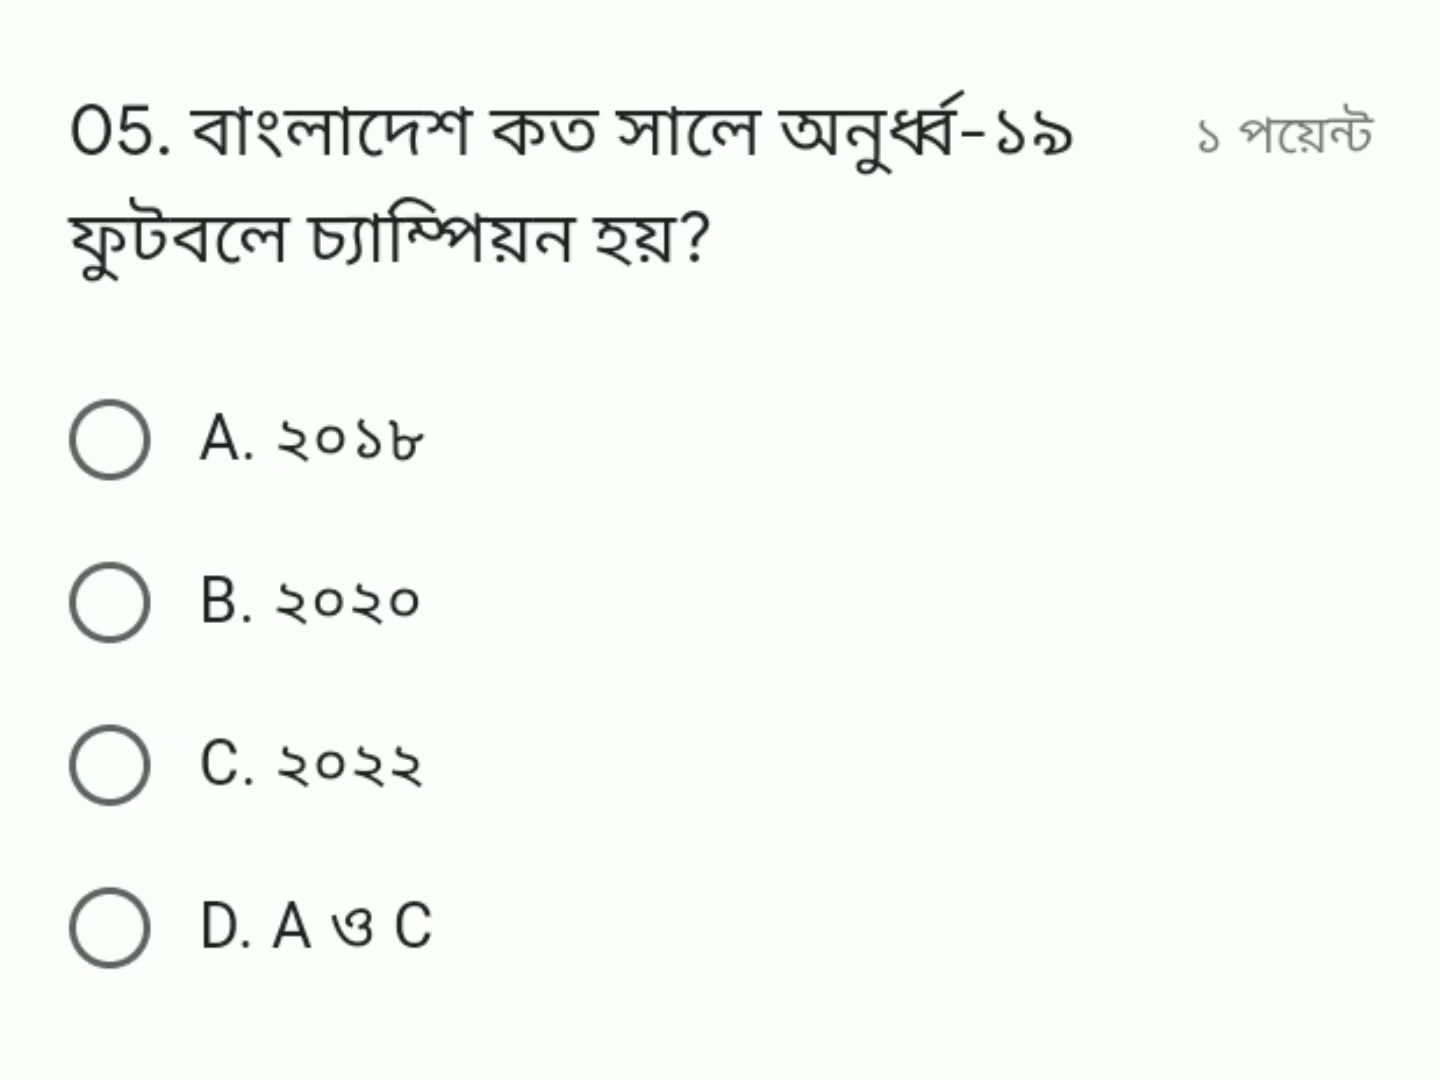 05. বাংলাদেশ কত সালে অনুর্ধ্ব-১৯ ১ পয়েন্ট
ফুটবলে চ্যাম্পিয়ন হয়?
A. ২০১৮
B. ২০২০
C. ২০২২
D. A ও C